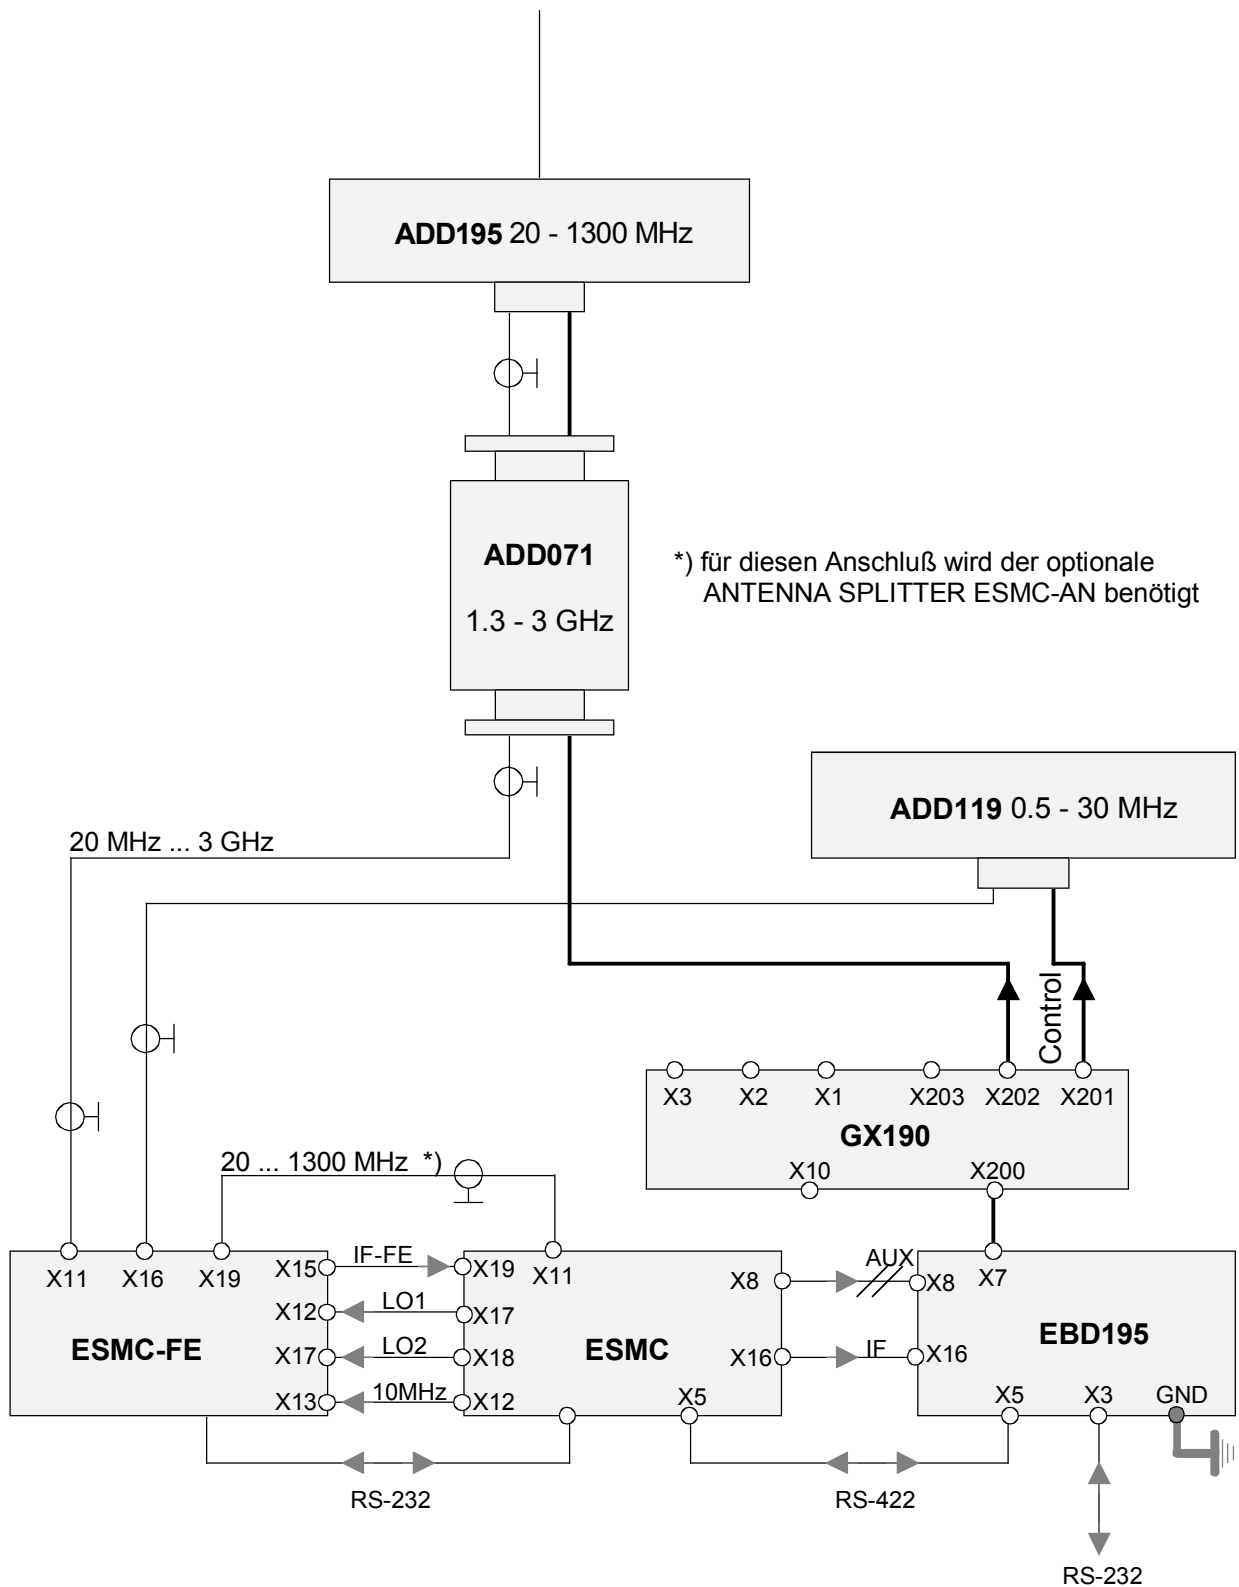 ADD195 20 - 1300 MHz
ADD071
1.3 - 3 GHz
*) für diesen Anschluß wird der optionale
ANTENNA SPLITTER ESMC-AN benötigt
ADD119 0.5 - 30 MHz
20 MHz ... 3 GHz
Control
X3 X2 X1 X203 X202 X201
GX190
X10 X200
20 ... 1300 MHz *)
X11 X16 X19 X15 IF-FE X19 X11 X8 AUX X8 X7
X12 LO1 X17
ESMC-FE X17 LO2 X18 ESMC X16 IF X16 EBD195
X13 10MHz X12 X5 X5 X3 GND
RS-232 RS-422
RS-232